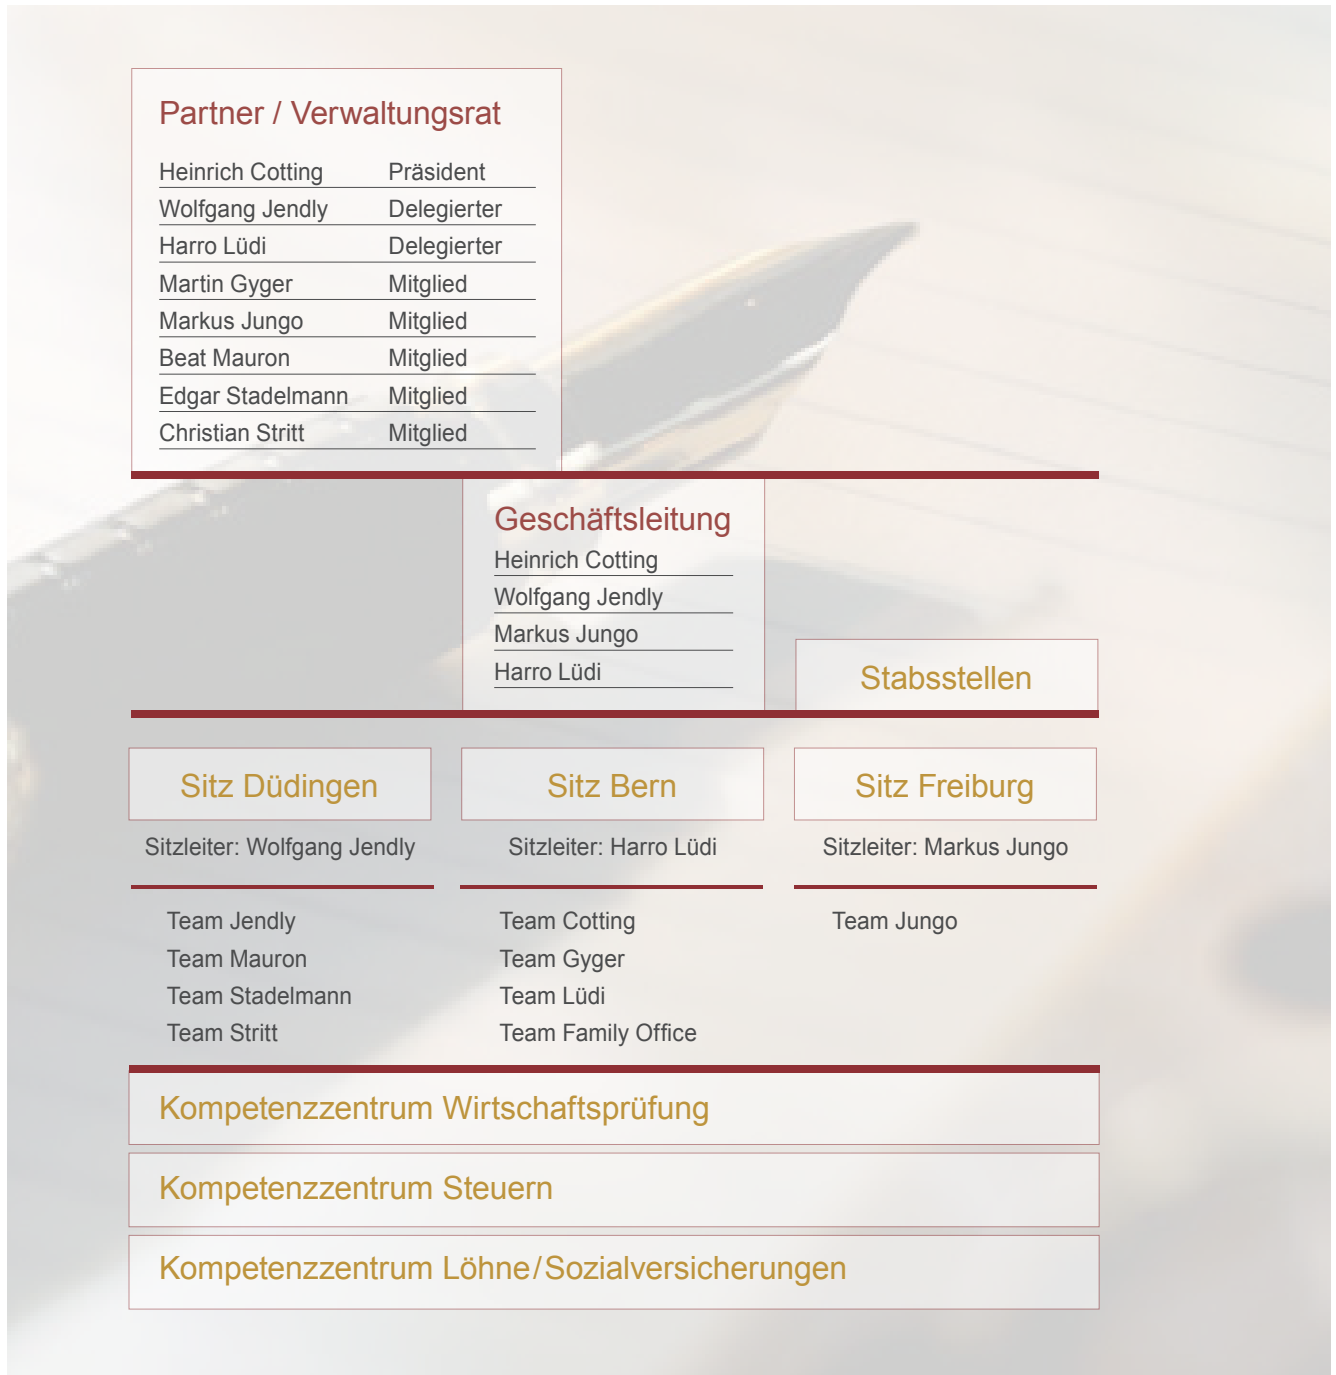 Partner / Verwaltungsrat
Heinrich Cotting Präsident
Wolfgang Jendly Delegierter
Harro Lüdi Delegierter
Martin Gyger Mitglied
Markus Jungo Mitglied
Beat Mauron Mitglied
Edgar Stadelmann Mitglied
Christian Stritt Mitglied
Geschäftsleitung
Heinrich Cotting
Wolfgang Jendly
Markus Jungo
Harro Lüdi
Stabsstellen
Sitz Düdingen
Sitzleiter: Wolfgang Jendly
Team Jendly
Team Mauron
Team Stadelmann
Team Stritt
Sitz Bern
Sitzleiter: Harro Lüdi
Team Cotting
Team Gyger
Team Lüdi
Team Family Office
Sitz Freiburg
Sitzleiter: Markus Jungo
Team Jungo
Kompetenzzentrum Wirtschaftsprüfung
Kompetenzzentrum Steuern
Kompetenzzentrum Löhne/Sozialversicherungen